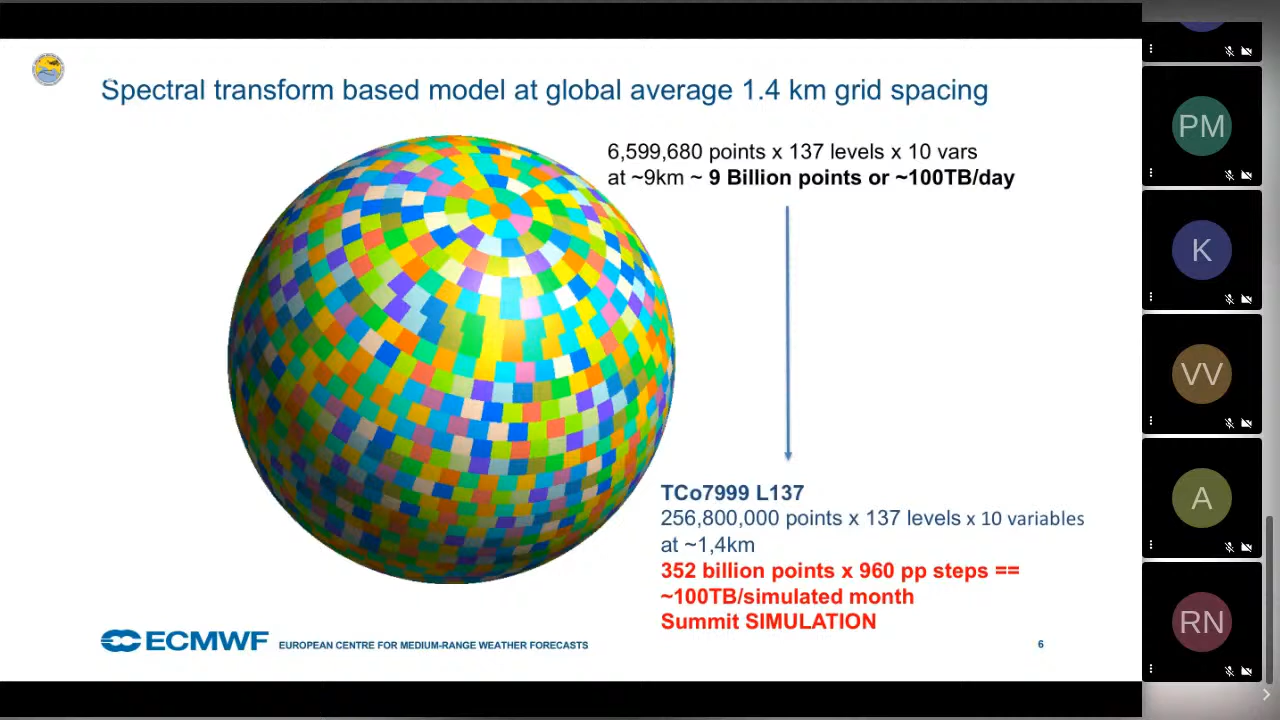 Spectral transform based model at global average 1.4 km grid spacing
6,599,680 points x 137 levels x 10 vars
at ~9km ~ 9 Billion points or ~100TB/day
TCo7999 L137
256,800,000 points x 137 levels x 10 variables
at ~1,4km
352 billion points x 960 pp steps ==
~100TB/simulated month
Summit SIMULATION
ECMWF EUROPEAN CENTRE FOR MEDIUM-RANGE WEATHER FORECASTS
6
PM
K
VV
A
RN